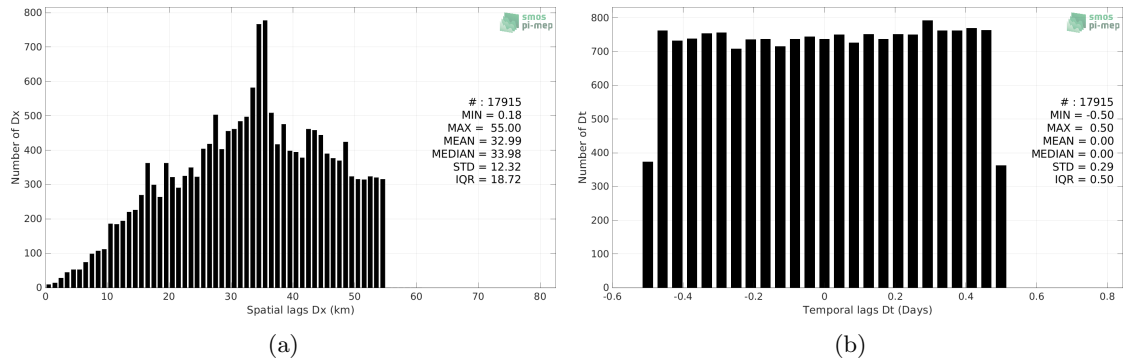 800
700
600
500
400
300
200
100
0
Number of Dx
0 10 20 30 40 50 60 70 80
Spatial lags Dx (km)
smos
pi-mep
# : 17915
MIN = 0.18
MAX = 55.00
MEAN = 32.99
MEDIAN = 33.98
STD = 12.32
IQR = 18.72
(a)
800
700
600
500
400
300
200
100
0
Number of Dt
-0.6 -0.4 -0.2 0 0.2 0.4 0.6 0.8
Temporal lags Dt (Days)
smos
pi-mep
# : 17915
MIN = -0.50
MAX = 0.50
MEAN = 0.00
MEDIAN = 0.00
STD = 0.29
IQR = 0.50
(b)